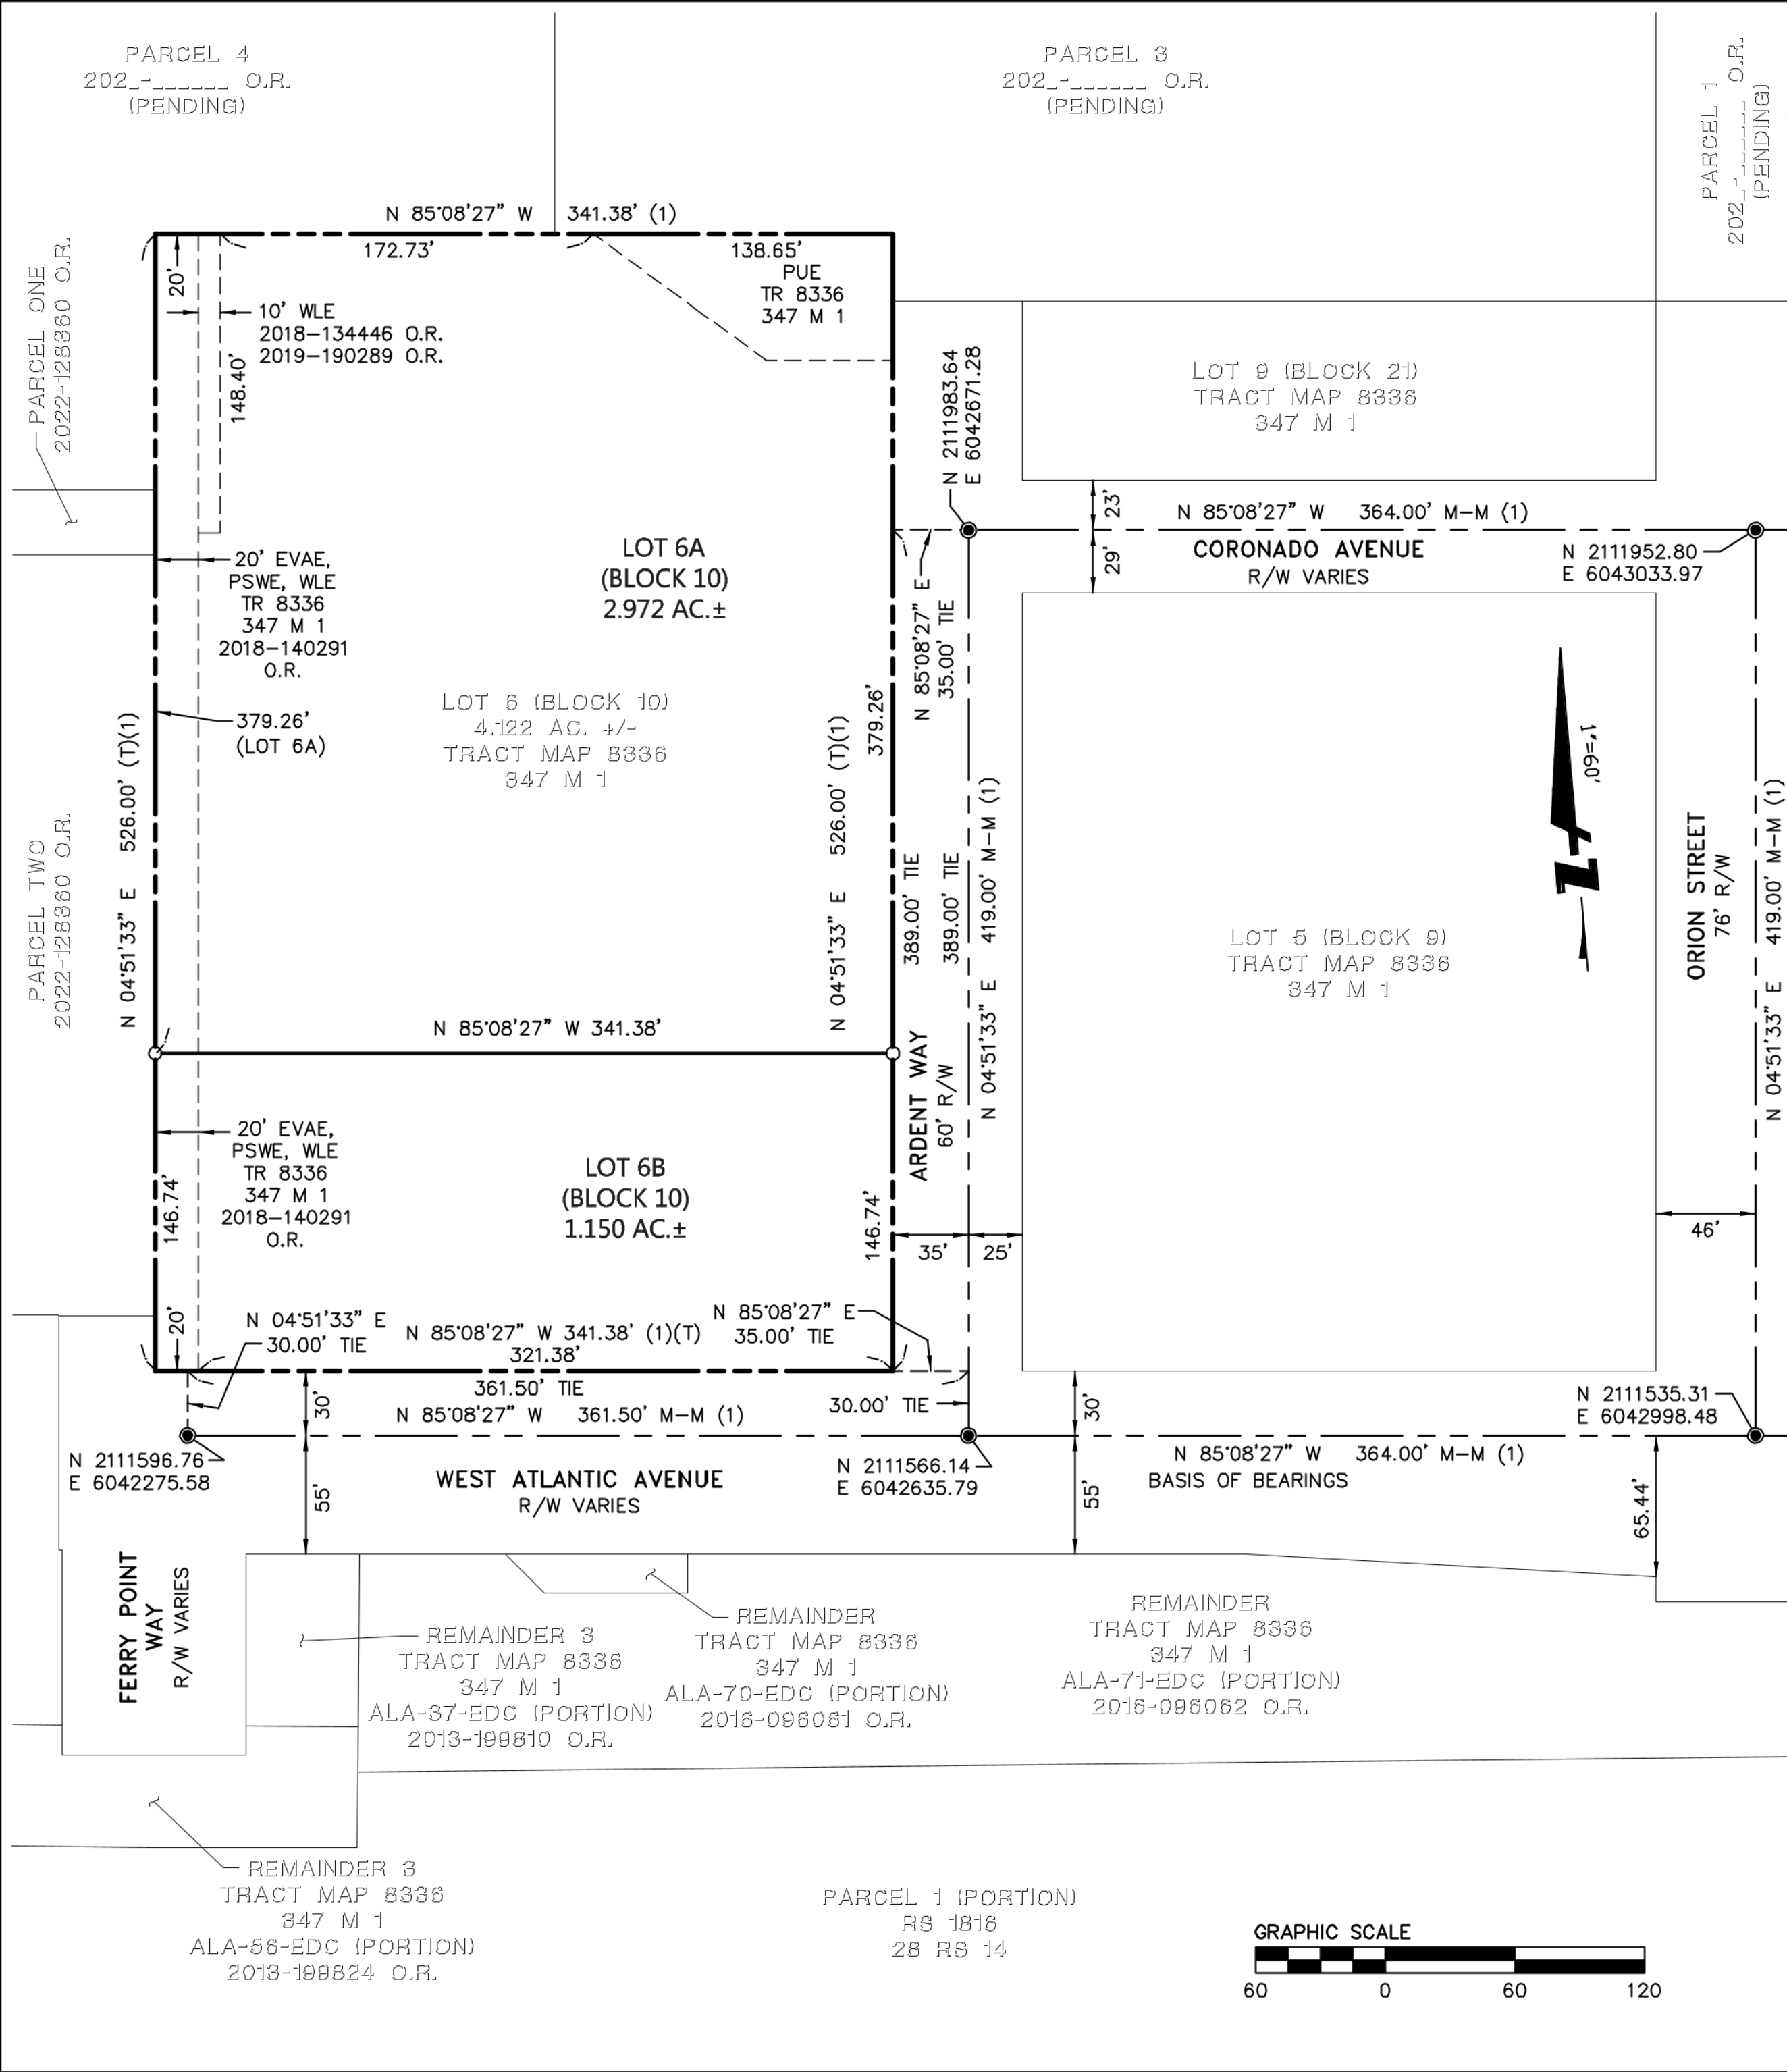 PARCEL 4
202_-______ O.R.
(PENDING)
PARCEL 3
202_-______ O.R.
(PENDING)
PARCEL 1
202_-______ O.R.
(PENDING)
N 85°08'27" W 341.38' (1)
172.73'
138.65'
PUE
TR 8336
347 M 1
20'
10' WLE
2018-134446 O.R.
2019-190289 O.R.
148.40'
PARCEL ONE
2022-128360 O.R.
N 2111983.64
E 6042671.28
LOT 9 (BLOCK 21)
TRACT MAP 8336
347 M 1
23'
N 85°08'27" W 364.00' M-M (1)
CORONADO AVENUE
R/W VARIES
29'
N 2111952.80
E 6043033.97
20' EVAE,
PSWE, WLE
TR 8336
347 M 1
2018-140291
O.R.
LOT 6A
(BLOCK 10)
2.972 AC.±
N 85°08'27" E
35.00' TIE
379.26'
(LOT 6A)
LOT 6 (BLOCK 10)
4.122 AC. +/-
TRACT MAP 8336
347 M 1
379.26'
N 04°51'33" E 526.00' (T)(1)
N 04°51'33" E 526.00' (T)(1)
389.00' TIE
389.00' TIE
N 04°51'33" E 419.00' M-M (1)
1"=60'
PARCEL TWO
2022-128360 O.R.
LOT 5 (BLOCK 9)
TRACT MAP 8336
347 M 1
ORION STREET
76' R/W
N 04°51'33" E 419.00' M-M (1)
N 85°08'27" W 341.38'
ARDENT WAY
60' R/W
20' EVAE,
PSWE, WLE
TR 8336
347 M 1
2018-140291
O.R.
146.74'
LOT 6B
(BLOCK 10)
1.150 AC.±
146.74'
35'
25'
46'
20'
N 04°51'33" E
30.00' TIE
N 85°08'27" W 341.38' (1)(T)
321.38'
N 85°08'27" E
35.00' TIE
361.50' TIE
30'
N 85°08'27" W 361.50' M-M (1)
30.00' TIE
30'
N 2111535.31
E 6042998.48
N 2111596.76
E 6042275.58
WEST ATLANTIC AVENUE
R/W VARIES
55'
N 2111566.14
E 6042635.79
N 85°08'27" W 364.00' M-M (1)
BASIS OF BEARINGS
55'
65.44'
FERRY POINT
WAY
R/W VARIES
REMAINDER 3
TRACT MAP 8336
347 M 1
ALA-37-EDC (PORTION)
2013-199810 O.R.
REMAINDER
TRACT MAP 8336
347 M 1
ALA-70-EDC (PORTION)
2016-096061 O.R.
REMAINDER
TRACT MAP 8336
347 M 1
ALA-71-EDC (PORTION)
2016-096062 O.R.
REMAINDER 3
TRACT MAP 8336
347 M 1
ALA-56-EDC (PORTION)
2013-199824 O.R.
PARCEL 1 (PORTION)
RS 1816
28 RS 14
GRAPHIC SCALE
60 0 60 120